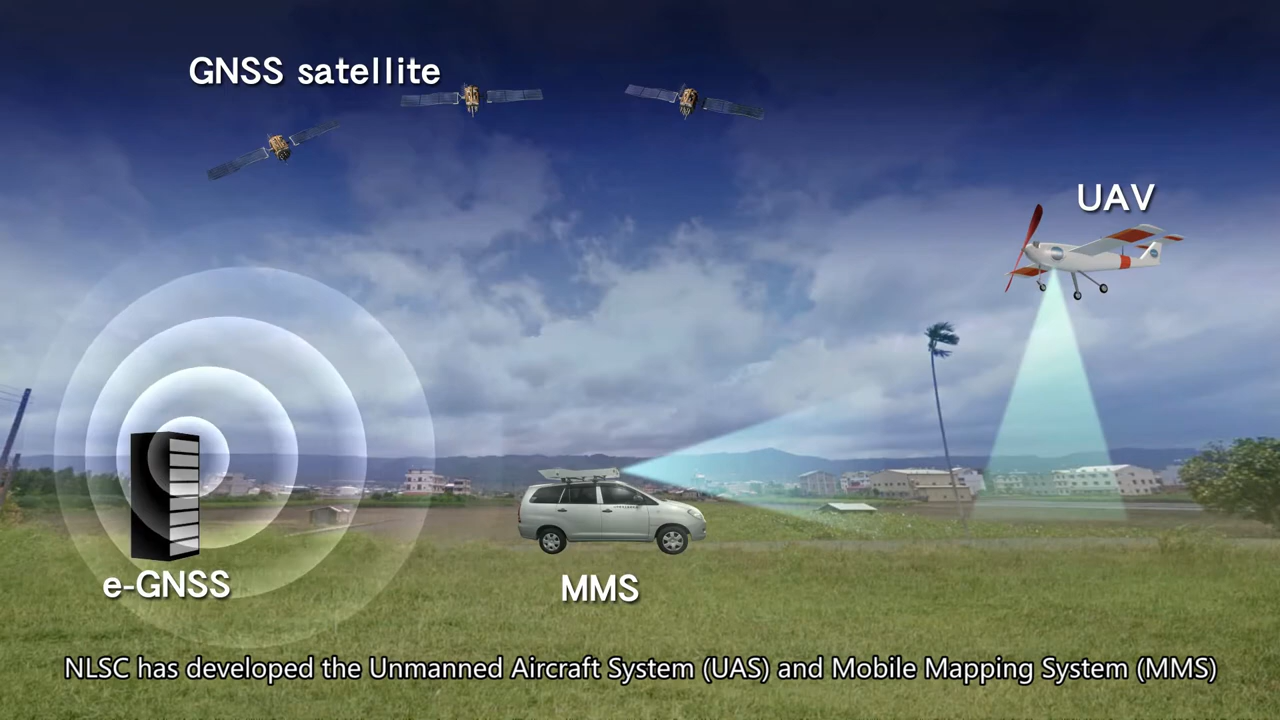 GNSS satellite
UAV
e-GNSS
MMS
NLSC has developed the Unmanned Aircraft System (UAS) and Mobile Mapping System (MMS)